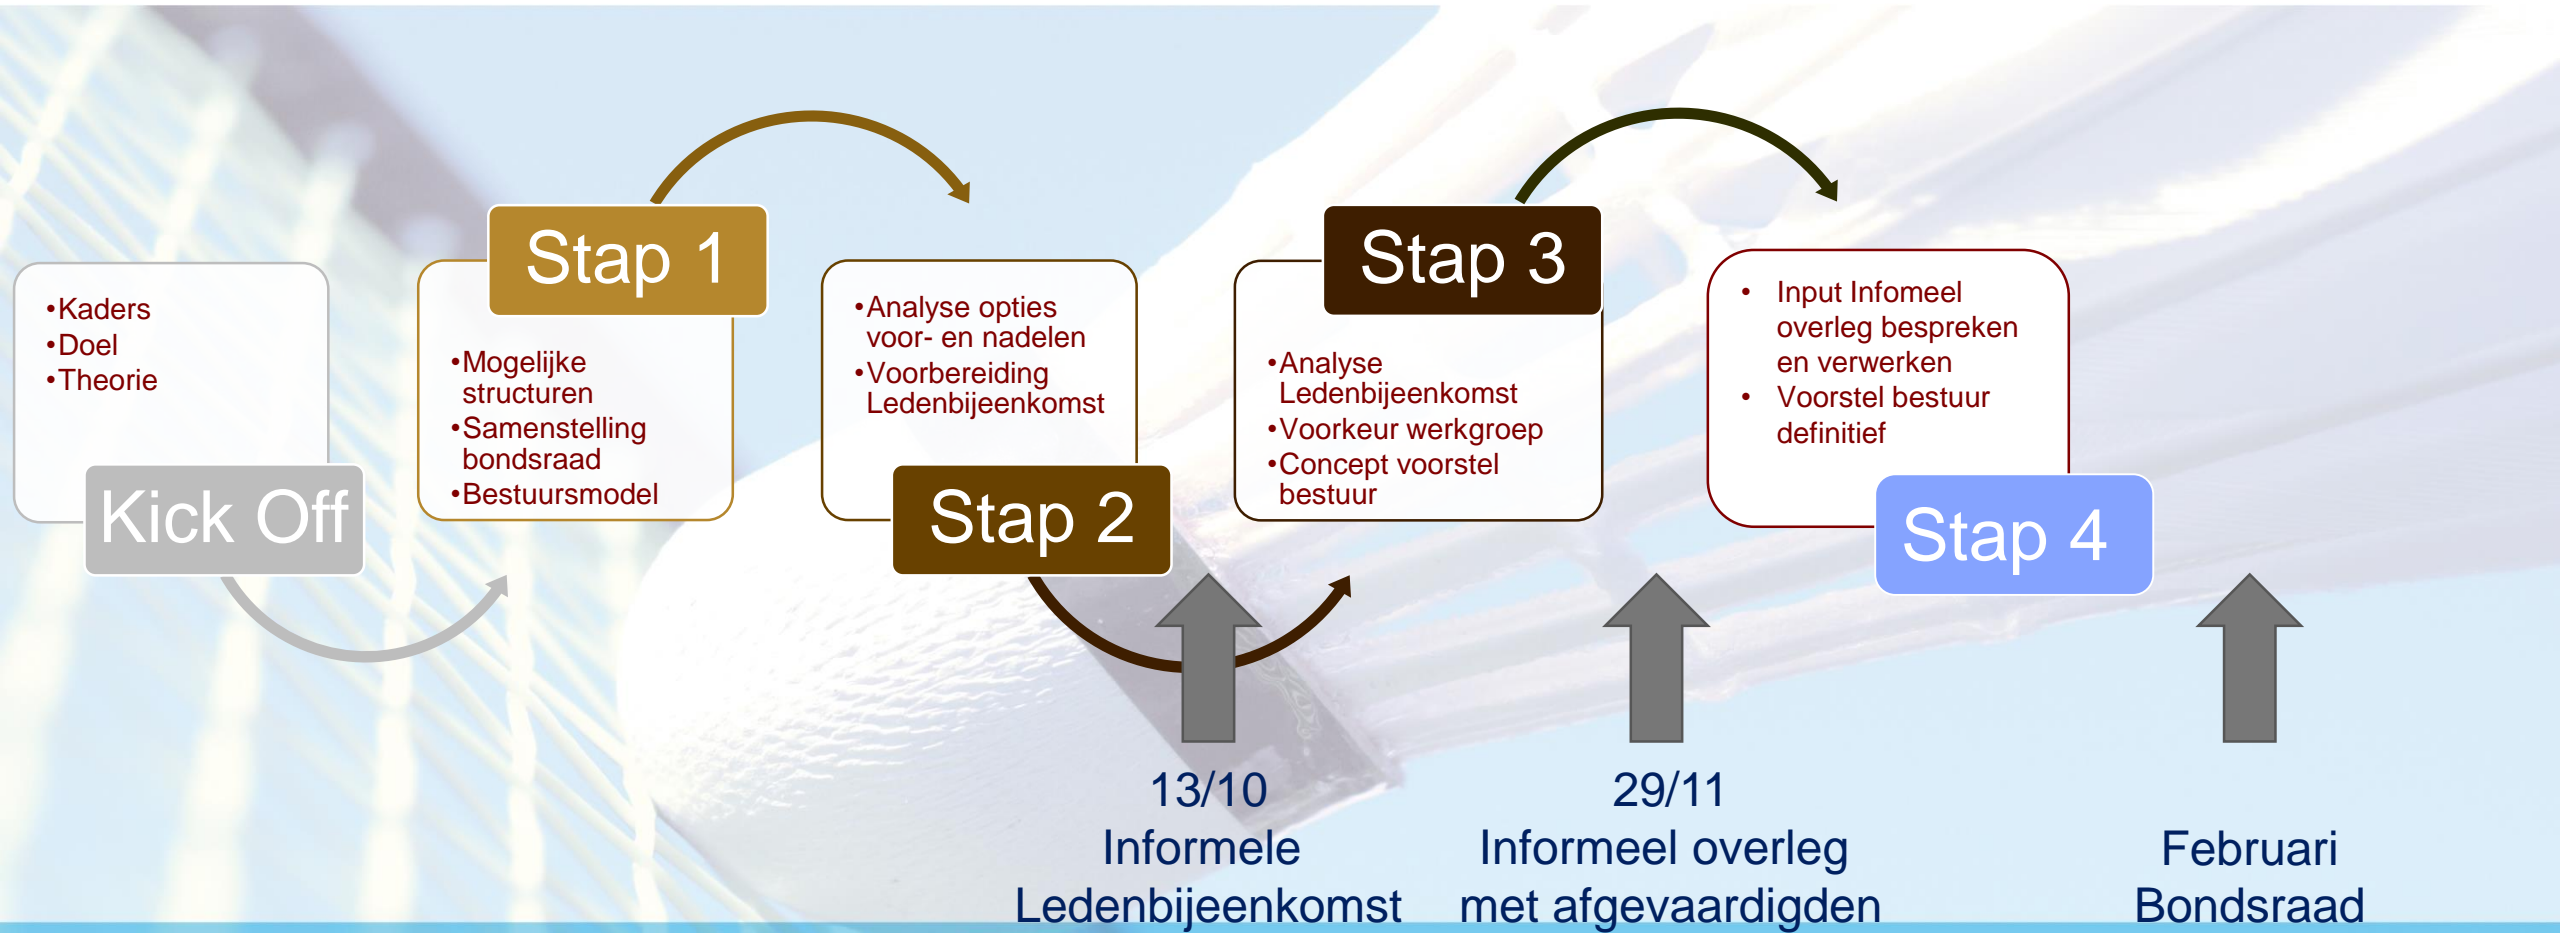 •Kaders
•Doel
•Theorie
Kick Off
Stap 1
•Mogelijke
structuren
•Samenstelling
bondsraad
•Bestuursmodel
•Analyse opties
voor- en nadelen
•Voorbereiding
Ledenbijeenkomst
Stap 2
Stap 3
•Analyse
Ledenbijeenkomst
•Voorkeur werkgroep
•Concept voorstel
bestuur
• Input Infomeel
overleg bespreken
en verwerken
• Voorstel bestuur
definitief
Stap 4
13/10
Informele
Ledenbijeenkomst
29/11
Informeel overleg
met afgevaardigden
Februari
Bondsraad